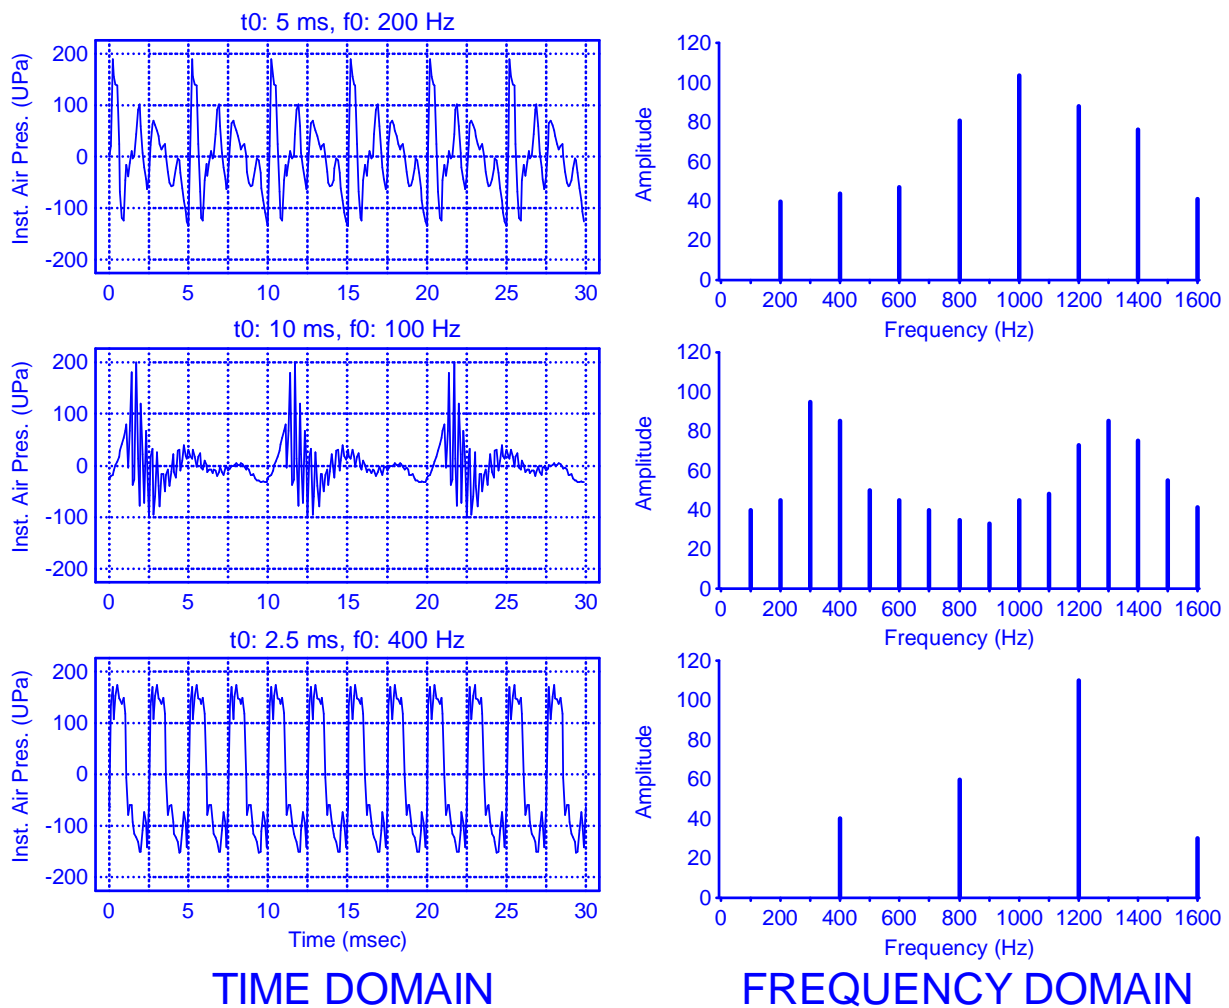 t0: 5 ms, f0: 200 Hz
Inst. Air Pres. (UPa)
200
100
0
-100
-200
0 5 10 15 20 25 30
Amplitude
120
100
80
60
40
20
0
0 200 400 600 800 1000 1200 1400 1600
Frequency (Hz)
t0: 10 ms, f0: 100 Hz
Inst. Air Pres. (UPa)
200
100
0
-100
-200
0 5 10 15 20 25 30
Amplitude
120
100
80
60
40
20
0
0 200 400 600 800 1000 1200 1400 1600
Frequency (Hz)
t0: 2.5 ms, f0: 400 Hz
Inst. Air Pres. (UPa)
200
100
0
-100
-200
0 5 10 15 20 25 30
Time (msec)
Amplitude
120
100
80
60
40
20
0
0 200 400 600 800 1000 1200 1400 1600
Frequency (Hz)
TIME DOMAIN
FREQUENCY DOMAIN